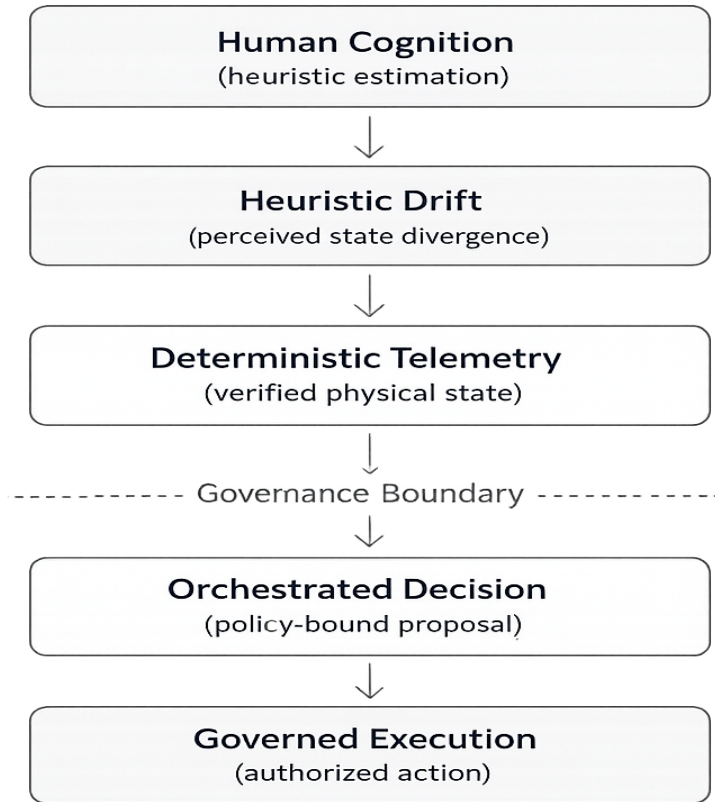 Human Cognition
(heuristic estimation)
Heuristic Drift
(perceived state divergence)
Deterministic Telemetry
(verified physical state)
Governance Boundary
Orchestrated Decision
(policy-bound proposal)
Governed Execution
(authorized action)